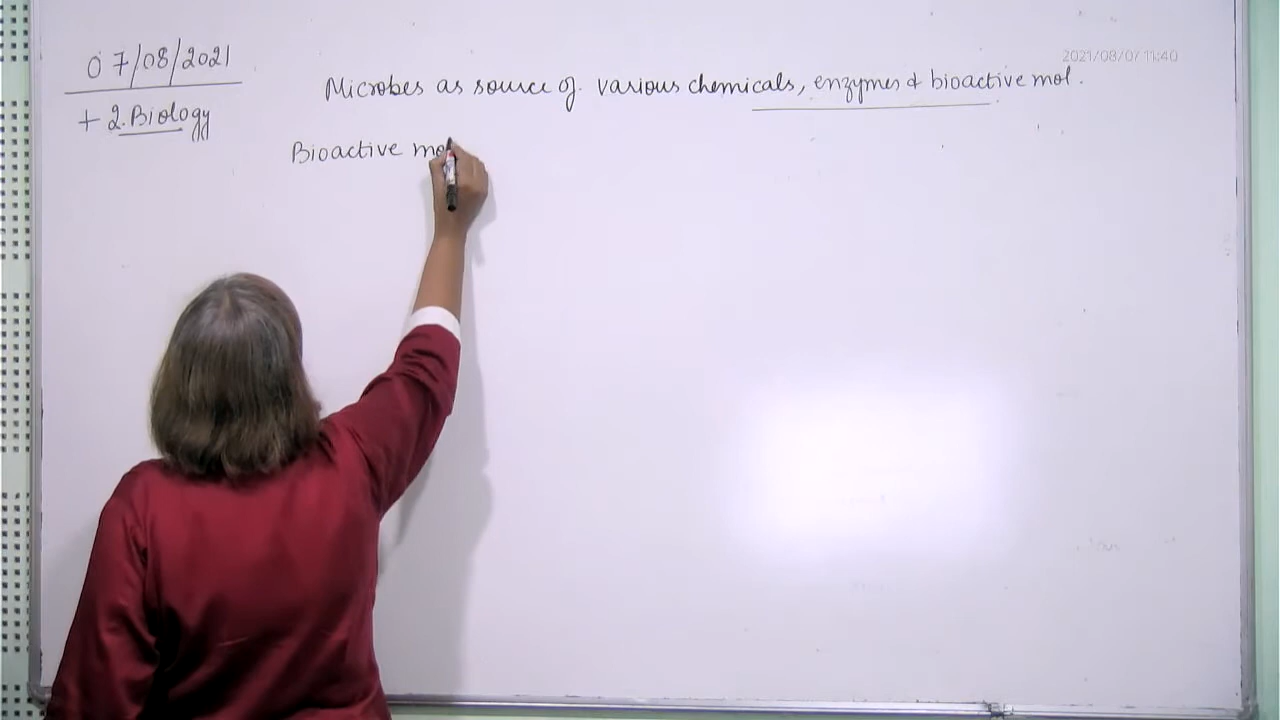 07/08/2021
+2.Biology
2021/08/07 11:40
Microbes as source of various chemicals, enzymes & bioactive mol.
Bioactive mo